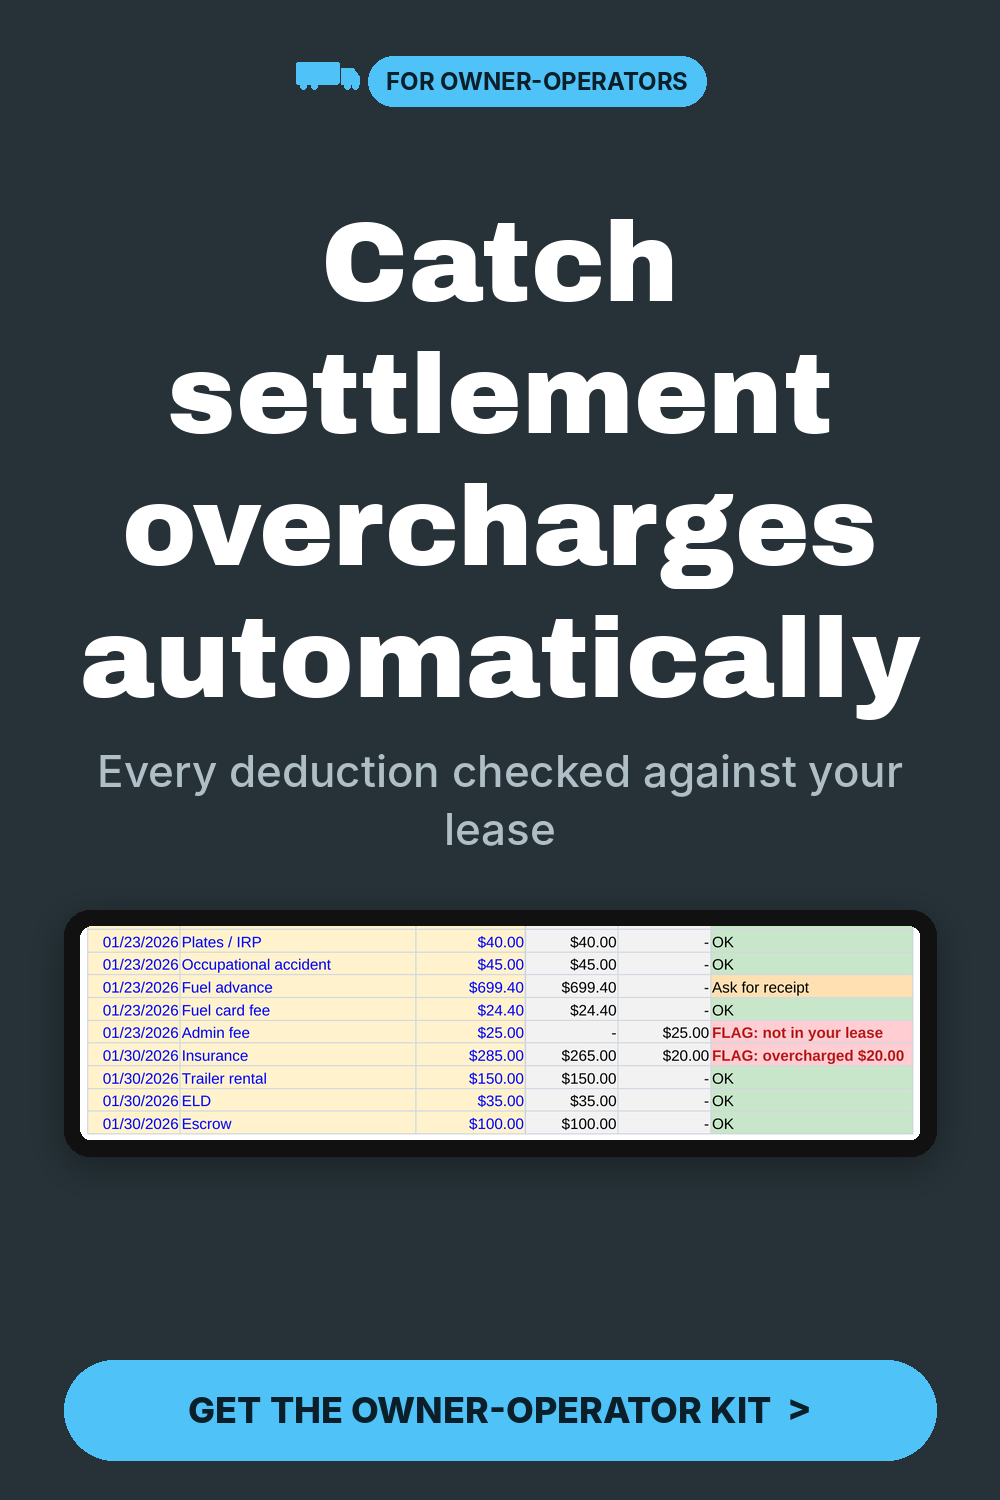 FOR OWNER-OPERATORS
Catch
settlement
overcharges
automatically
Every deduction checked against your
lease
01/23/2026 Plates / IRP $40.00 $40.00 - OK
01/23/2026 Occupational accident $45.00 $45.00 - OK
01/23/2026 Fuel advance $699.40 $699.40 - Ask for receipt
01/23/2026 Fuel card fee $24.40 $24.40 - OK
01/23/2026 Admin fee $25.00 - $25.00 FLAG: not in your lease
01/30/2026 Insurance $285.00 $265.00 $20.00 FLAG: overcharged $20.00
01/30/2026 Trailer rental $150.00 $150.00 - OK
01/30/2026 ELD $35.00 $35.00 - OK
01/30/2026 Escrow $100.00 $100.00 - OK
GET THE OWNER-OPERATOR KIT >